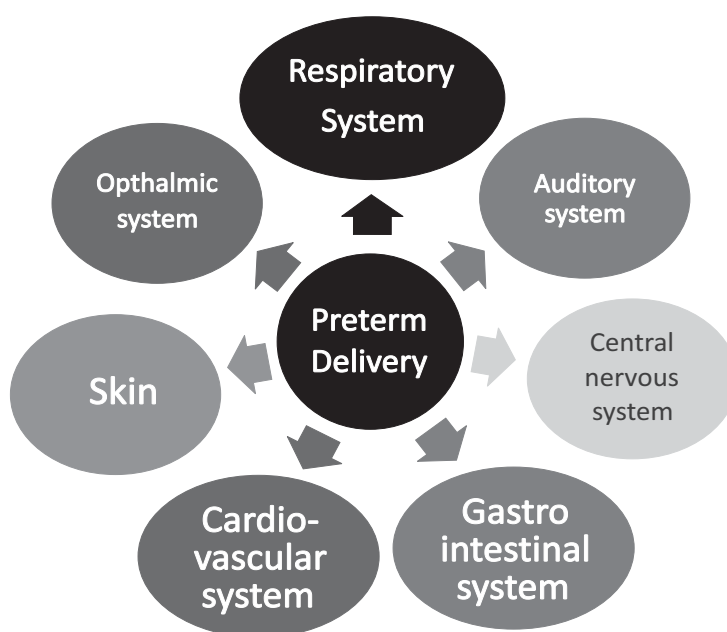 Respiratory
System
Opthalmic
system
Auditory
system
Preterm
Delivery
Central
nervous
system
Skin
Cardio-
vascular
system
Gastro
intestinal
system